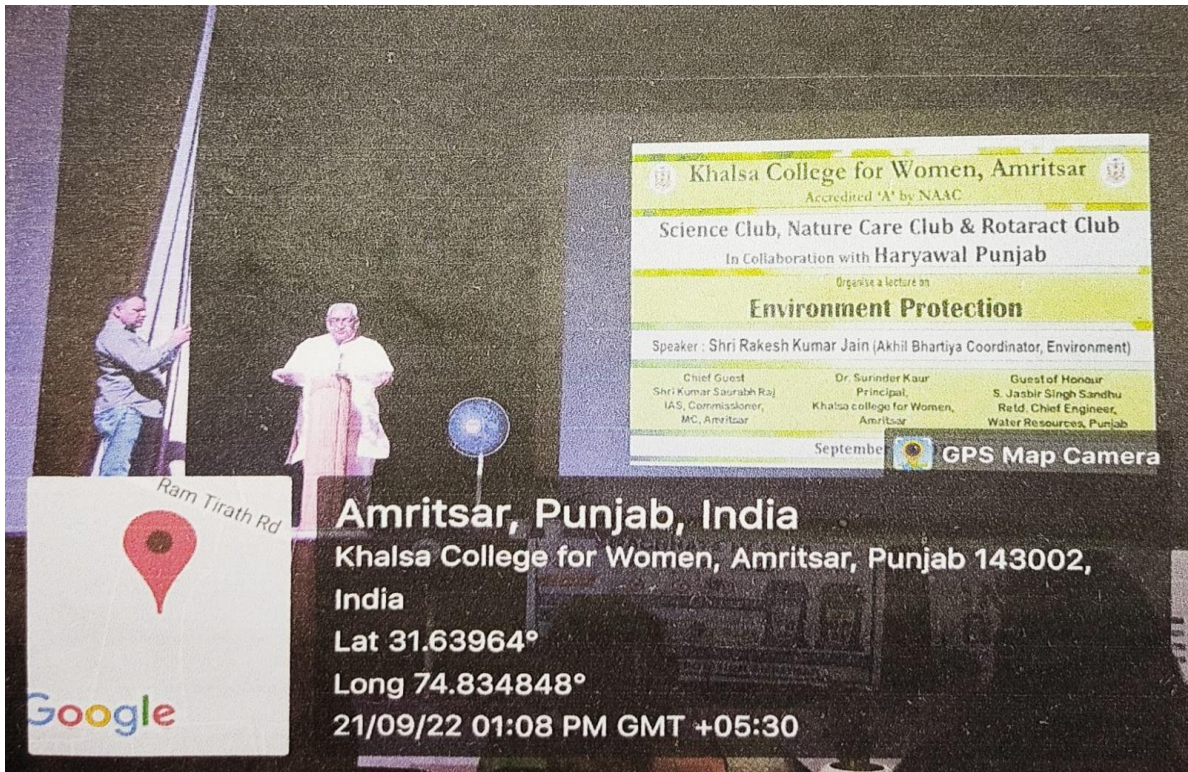 Khalsa College for Women, Amritsar
Accredited 'A' by NAAC
Science Club, Nature Care Club & Rotaract Club
In Collaboration with Haryawal Punjab
Organise a lecture on
Environment Protection
Speaker : Shri Rakesh Kumar Jain (Akhil Bhartiya Coordinator, Environment)
Chief Guest
Shri Kumar Saurabh Raj
IAS, Commissioner,
MC, Amritsar
Dr. Surinder Kaur
Principal,
Khalsa college for Women,
Amritsar
Guest of Honour
S. Jasbir Singh Sandhu
Retd. Chief Engineer,
Water Resources, Punjab
Septembe
GPS Map Camera
Ram Tirath Rd
Google
Amritsar, Punjab, India
Khalsa College for Women, Amritsar, Punjab 143002,
India
Lat 31.63964°
Long 74.834848°
21/09/22 01:08 PM GMT +05:30